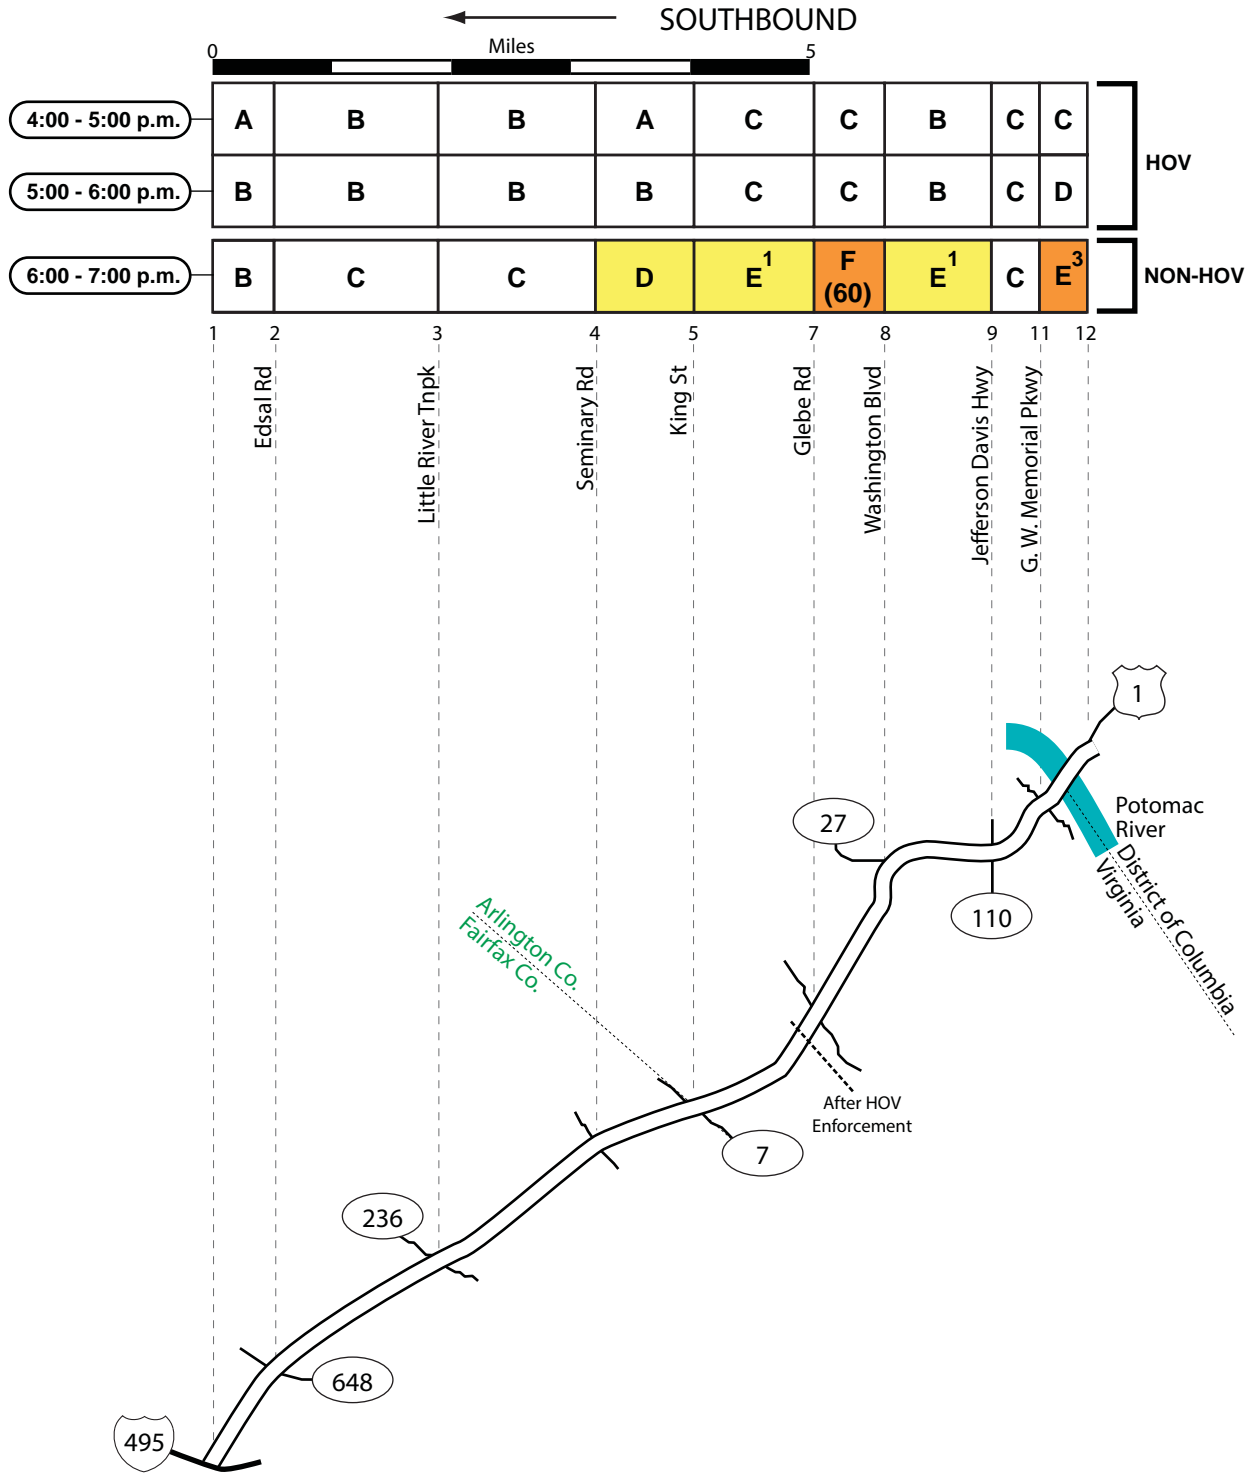 SOUTHBOUND
0 Miles 5
4:00 - 5:00 p.m. A B B A C C B C C
HOV
5:00 - 6:00 p.m. B B B B C C B C D
6:00 - 7:00 p.m. B C C D E1 F (60) E1 C E3 NON-HOV
1 2 3 4 5 7 8 9 11 12
Edsal Rd
Little River Tnpk
Seminary Rd
King St
Glebe Rd
Washington Blvd
Jefferson Davis Hwy
G. W. Memorial Pkwy
1
Potomac
River
27
District of Columbia
Virginia
110
Arlington Co.
Fairfax Co.
After HOV
Enforcement
7
236
648
495